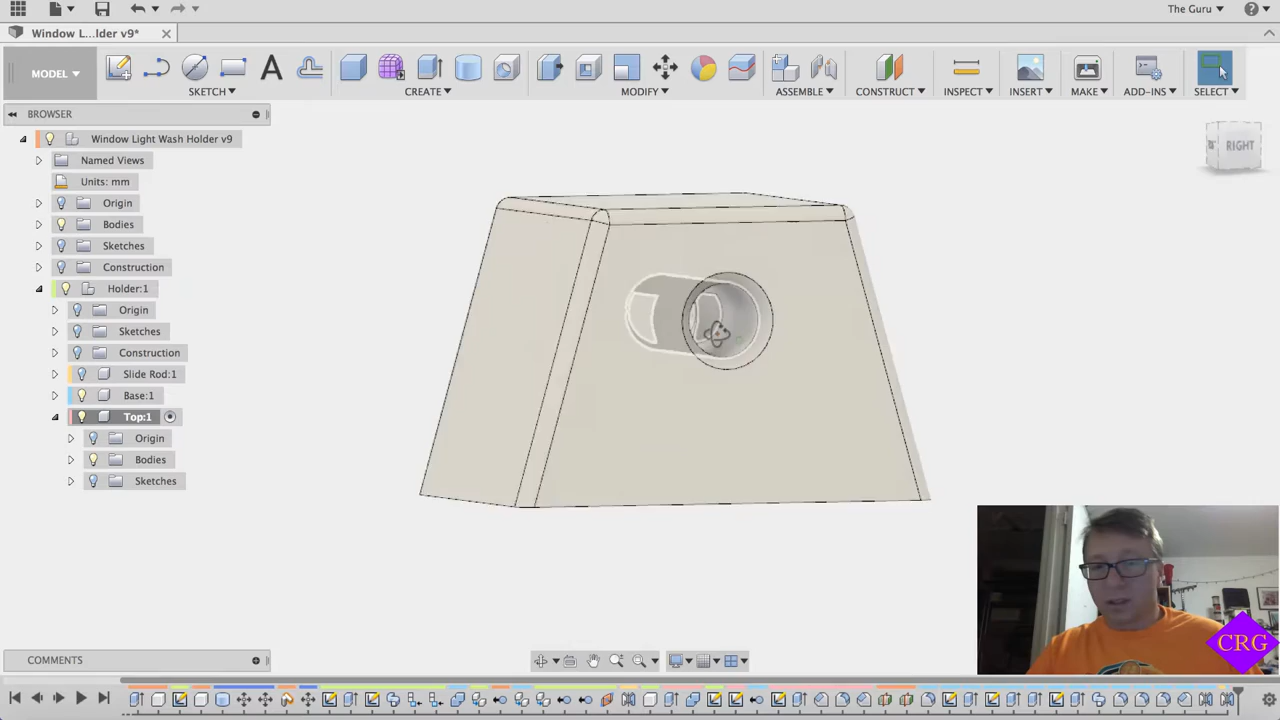 The Guru
Window L...lder v9*
MODEL
SKETCH
CREATE
MODIFY
ASSEMBLE
CONSTRUCT
INSPECT
INSERT
MAKE
ADD-INS
SELECT
BROWSER
Window Light Wash Holder v9
Named Views
Units: mm
Origin
Bodies
Sketches
Construction
Holder:1
Origin
Sketches
Construction
Slide Rod:1
Base:1
Top:1
Origin
Bodies
Sketches
RIGHT
COMMENTS
CRG